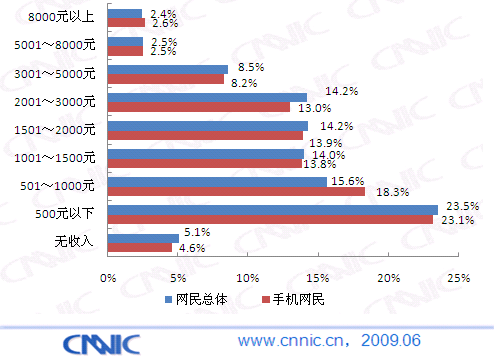 8000元以上
2.4%
2.6%
5001～8000元
2.5%
2.5%
3001～5000元
8.5%
8.2%
2001～3000元
14.2%
13.0%
1501～2000元
14.2%
13.9%
1001～1500元
14.0%
13.8%
501～1000元
15.6%
18.3%
500元以下
23.5%
23.1%
无收入
5.1%
4.6%
0% 5% 10% 15% 20% 25%
网民总体 手机网民
CNNIC www.cnnic.cn，2009.06